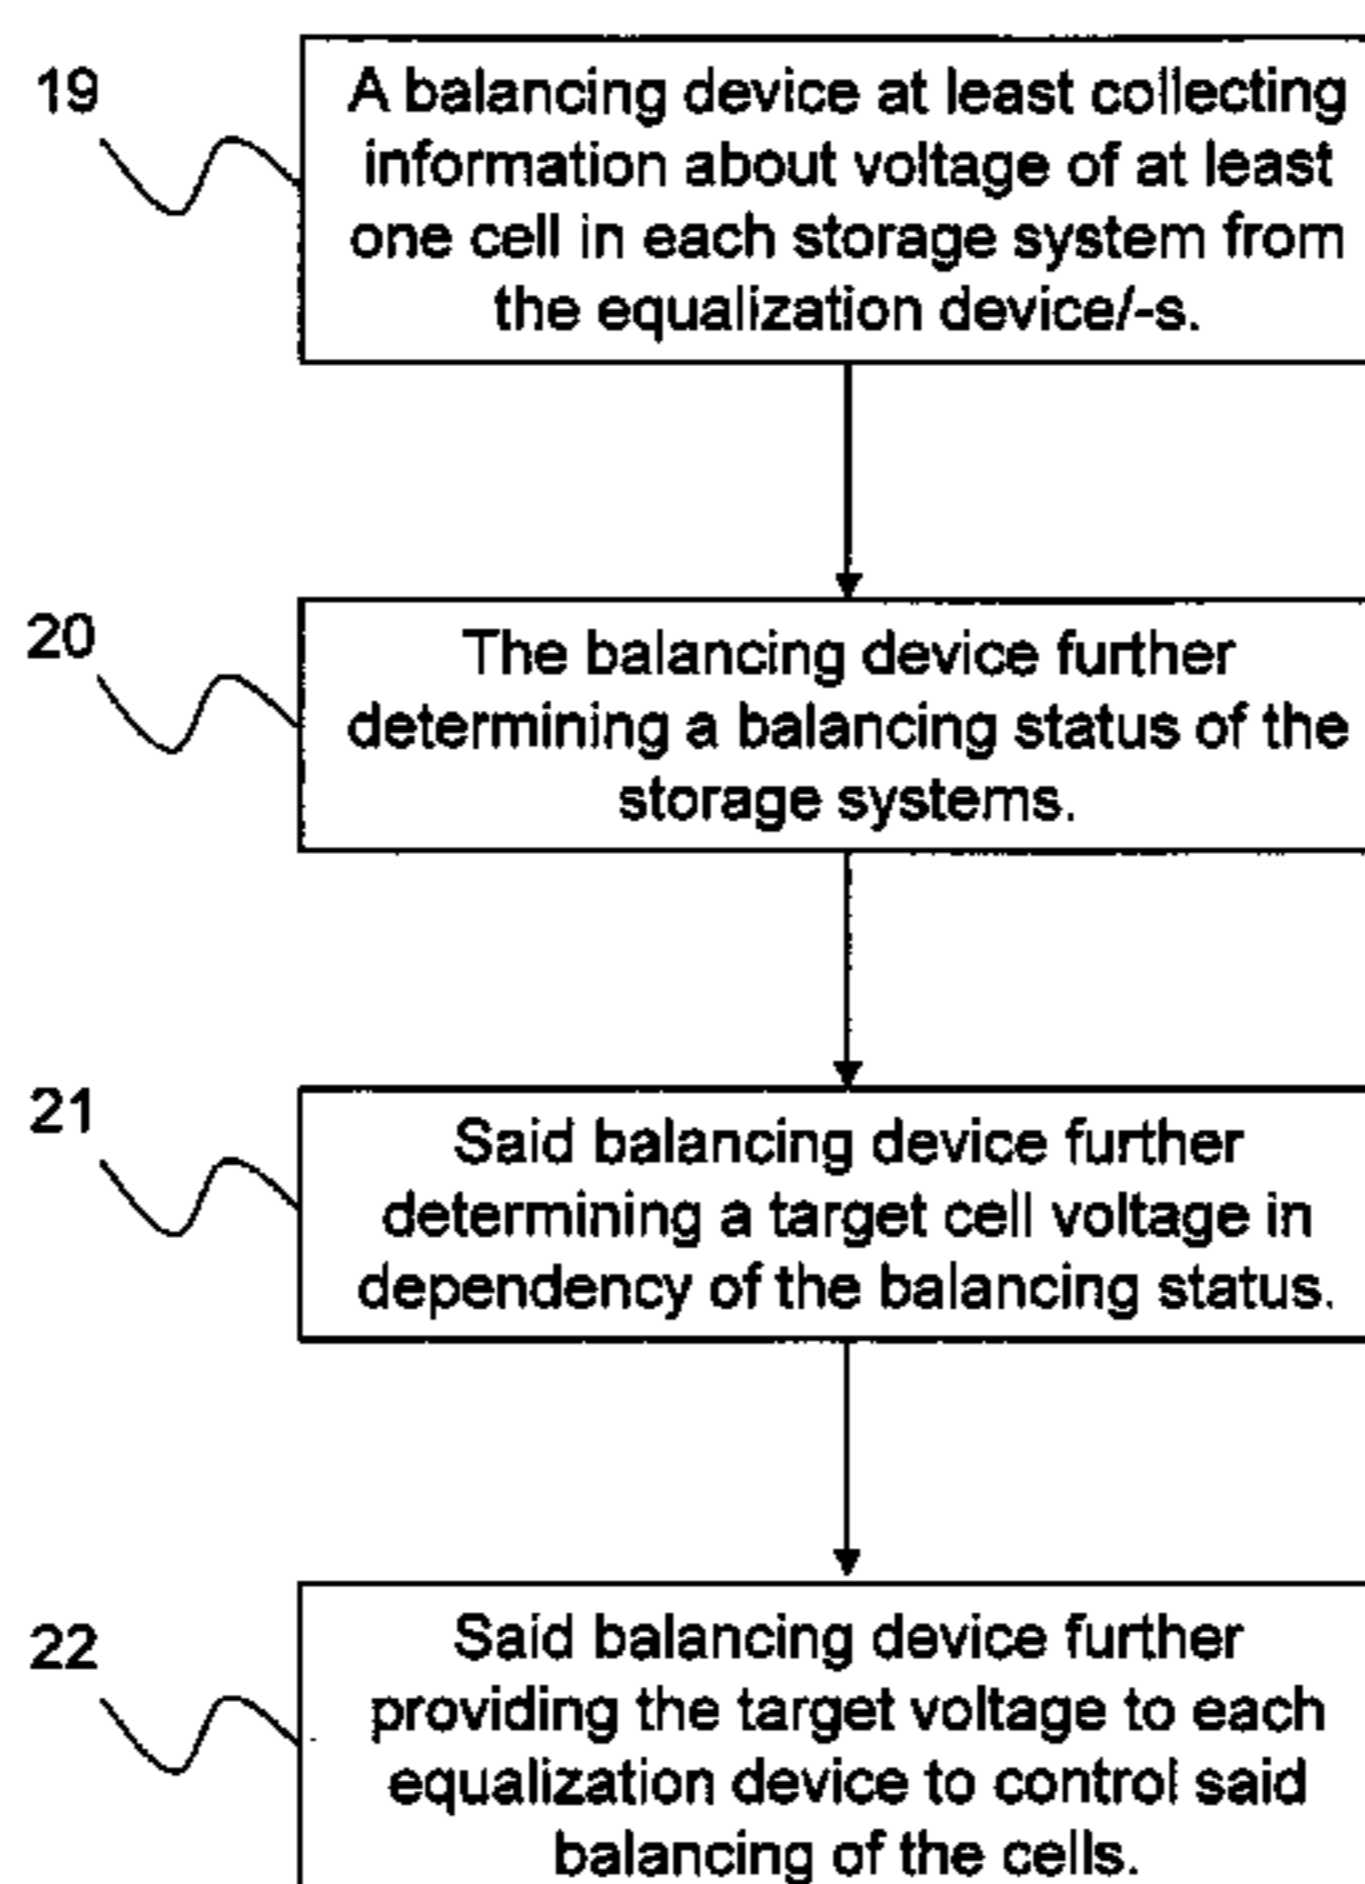 19
A balancing device at least collecting
information about voltage of at least
one cell in each storage system from
the equalization device/-s.
20
The balancing device further
determining a balancing status of the
storage systems.
21
Said balancing device further
determining a target cell voltage in
dependency of the balancing status.
22
Said balancing device further
providing the target voltage to each
equalization device to control said
balancing of the cells.